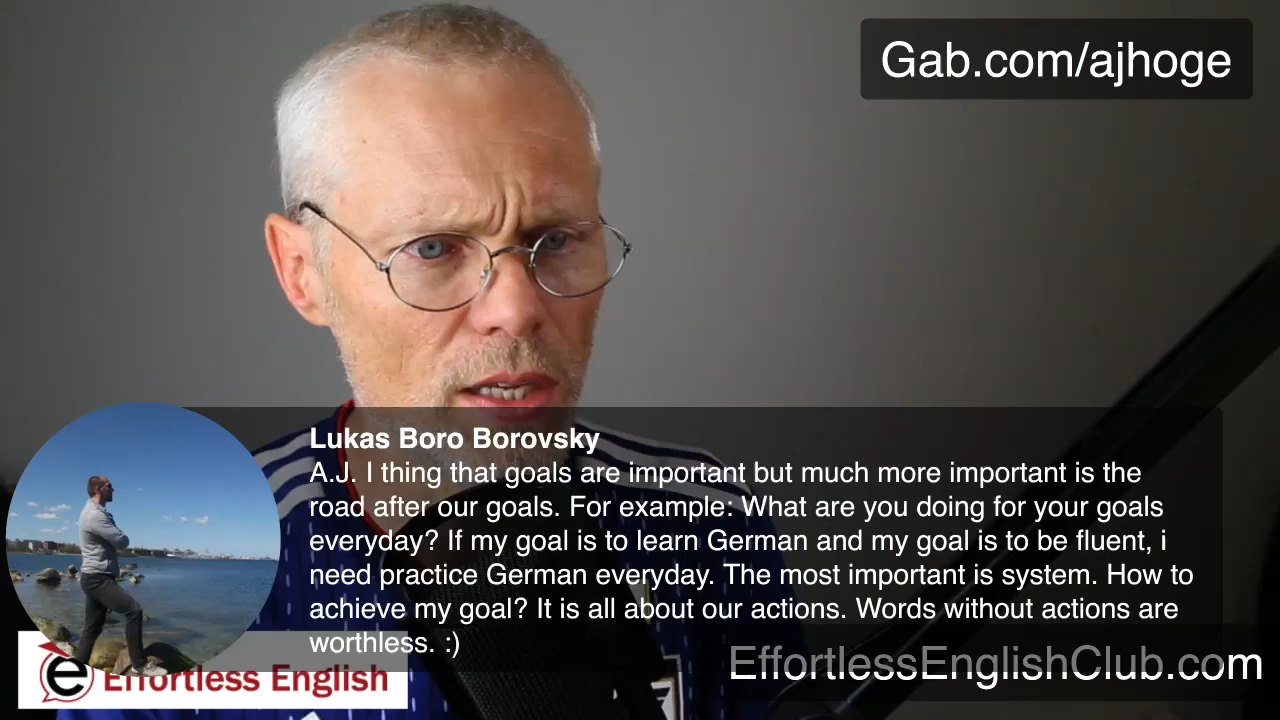 Gab.com/ajhoge
Lukas Boro Borovsky
A.J. I thing that goals are important but much more important is the
road after our goals. For example: What are you doing for your goals
everyday? If my goal is to learn German and my goal is to be fluent, i
need practice German everyday. The most important is system. How to
achieve my goal? It is all about our actions. Words without actions are
worthless. :)
EffortlessEnglishClub.com
e Effortless English